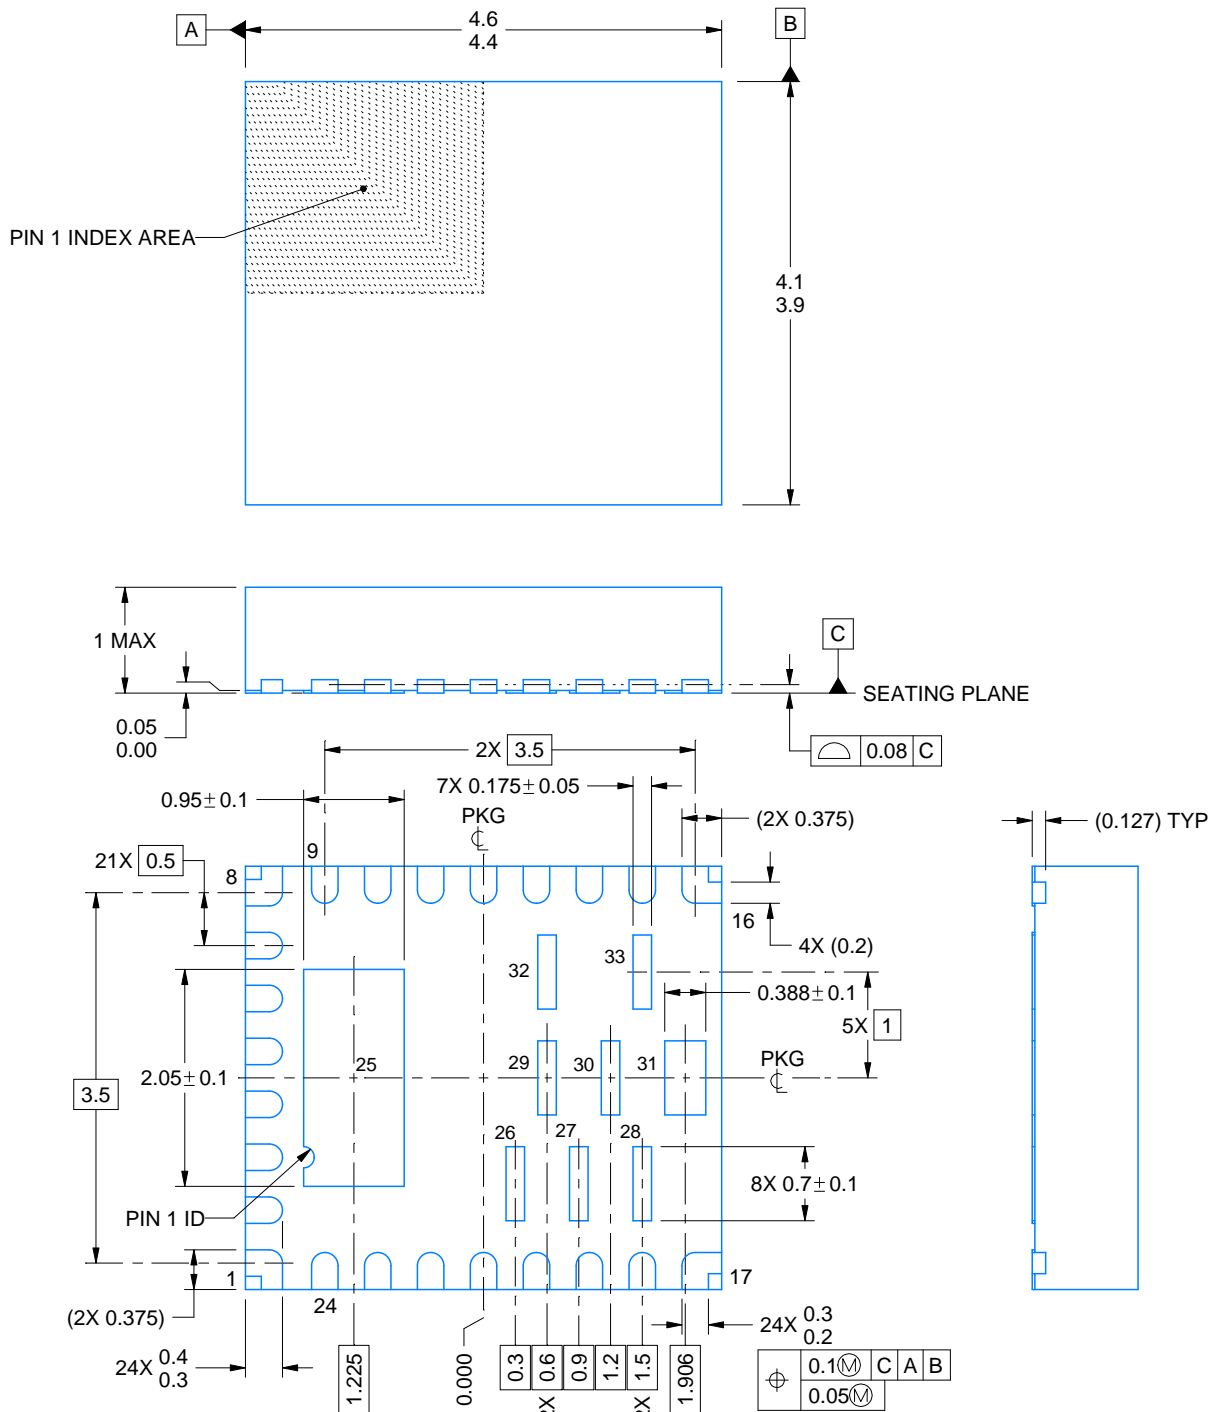 A
4.6
4.4
B
PIN 1 INDEX AREA
4.1
3.9
1 MAX
C
SEATING PLANE
0.05
0.00
0.08 C
2X 3.5
7X 0.175± 0.05
0.95± 0.1
PKG
(2X 0.375)
(0.127) TYP
9
21X 0.5
8
16
4X (0.2)
32
33
0.388± 0.1
5X 1
25
29
30
31
PKG
2.05± 0.1
3.5
26
27
28
8X 0.7± 0.1
PIN 1 ID
1
24
17
(2X 0.375)
24X 0.4
0.3
24X 0.3
0.2
1.225
0.000
0.3
2X 0.6
0.9
1.2
2X 1.5
1.906
0.1Ⓜ C A B
0.05Ⓜ